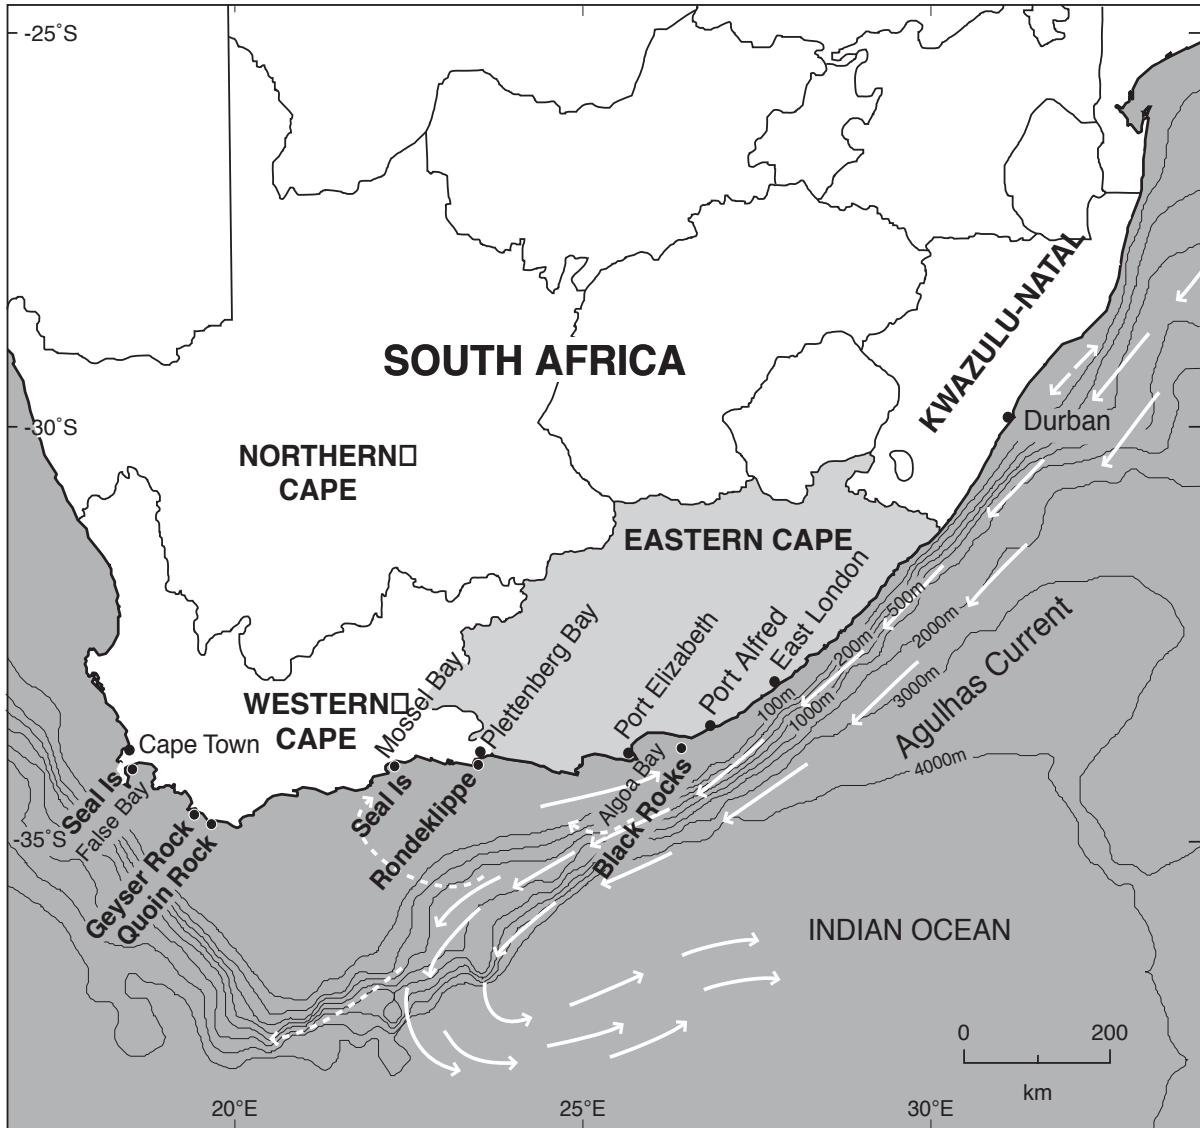 -25°S
KWAZULU-NATAL
SOUTH AFRICA
-30°S
Durban
NORTHERN
CAPE
EASTERN CAPE
500m
2000m
200m
3000m
100m
1000m
4000m
Agulhas Current
East London
Port Alfred
Port Elizabeth
Plettenberg Bay
Mossel Bay
WESTERN
CAPE
Cape Town
Seal Is
False Bay
-35°S
Geyser Rock
Quoin Rock
Seal Is
Rondeklippe
Algoa Bay
Black Rocks
INDIAN OCEAN
0 200
km
20°E 25°E 30°E